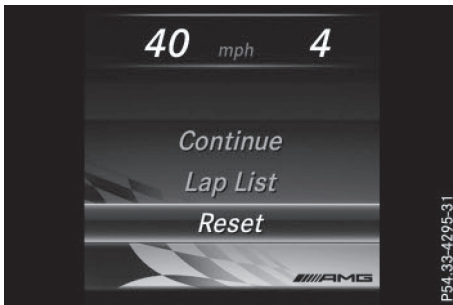 40 mph 4
Continue
Lap List
Reset
AMG
P54.33-4295-31